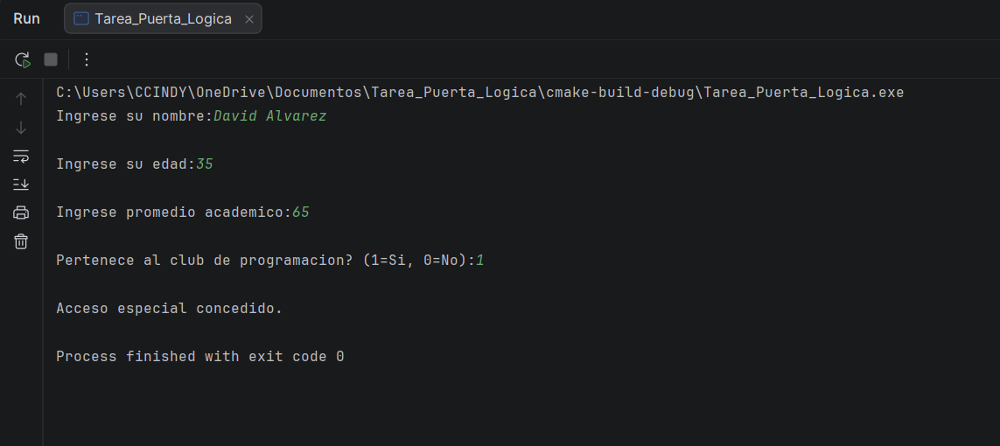 Run
Tarea_Puerta_Logica
C:\Users\CCINDY\OneDrive\Documentos\Tarea_Puerta_Logica\cmake-build-debug\Tarea_Puerta_Logica.exe
Ingrese su nombre:David Alvarez
Ingrese su edad:35
Ingrese promedio academico:65
Pertenece al club de programacion? (1=Si, 0=No):1
Acceso especial concedido.
Process finished with exit code 0